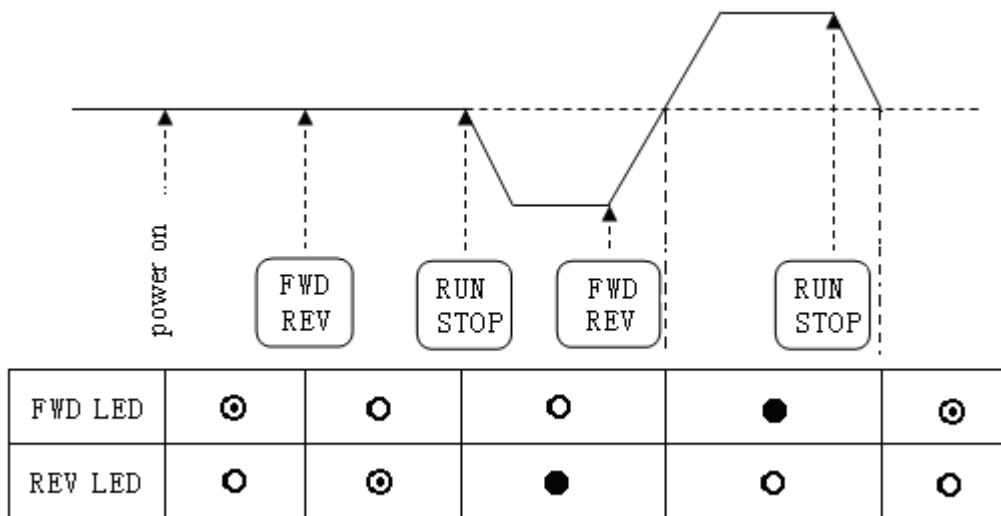 power on
FWD
REV
RUN
STOP
FWD
REV
RUN
STOP
FWD LED
REV LED